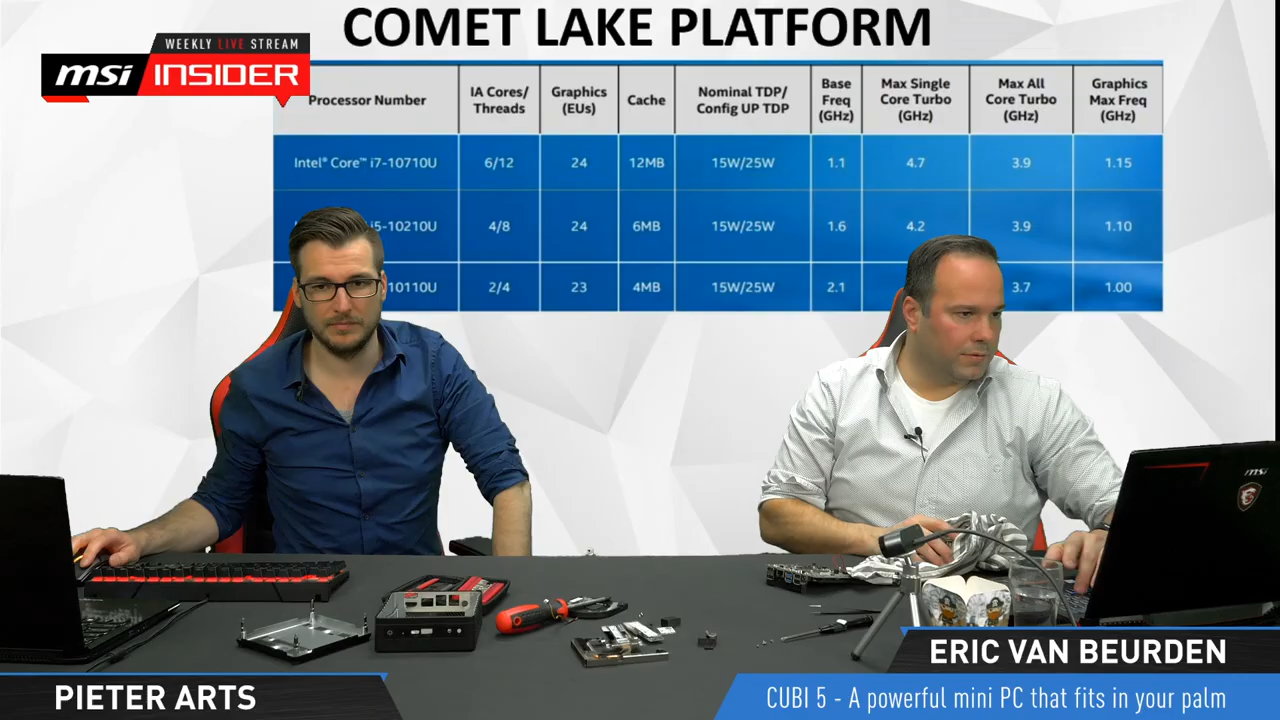 COMET LAKE PLATFORM
WEEKLY LIVE STREAM
msi INSIDER
Processor Number
IA Cores/
Threads
Graphics
(EUs)
Cache
Nominal TDP/
Config UP TDP
Base
Freq
(GHz)
Max Single
Core Turbo
(GHz)
Max All
Core Turbo
(GHz)
Graphics
Max Freq
(GHz)
Intel® Core™ i7-10710U 6/12 24 12MB 15W/25W 1.1 4.7 3.9 1.15
i5-10210U 4/8 24 6MB 15W/25W 1.6 4.2 3.9 1.10
10110U 2/4 23 4MB 15W/25W 2.1 3.7 1.00
msi
ERIC VAN BEURDEN
PIETER ARTS
CUBI 5 - A powerful mini PC that fits in your palm